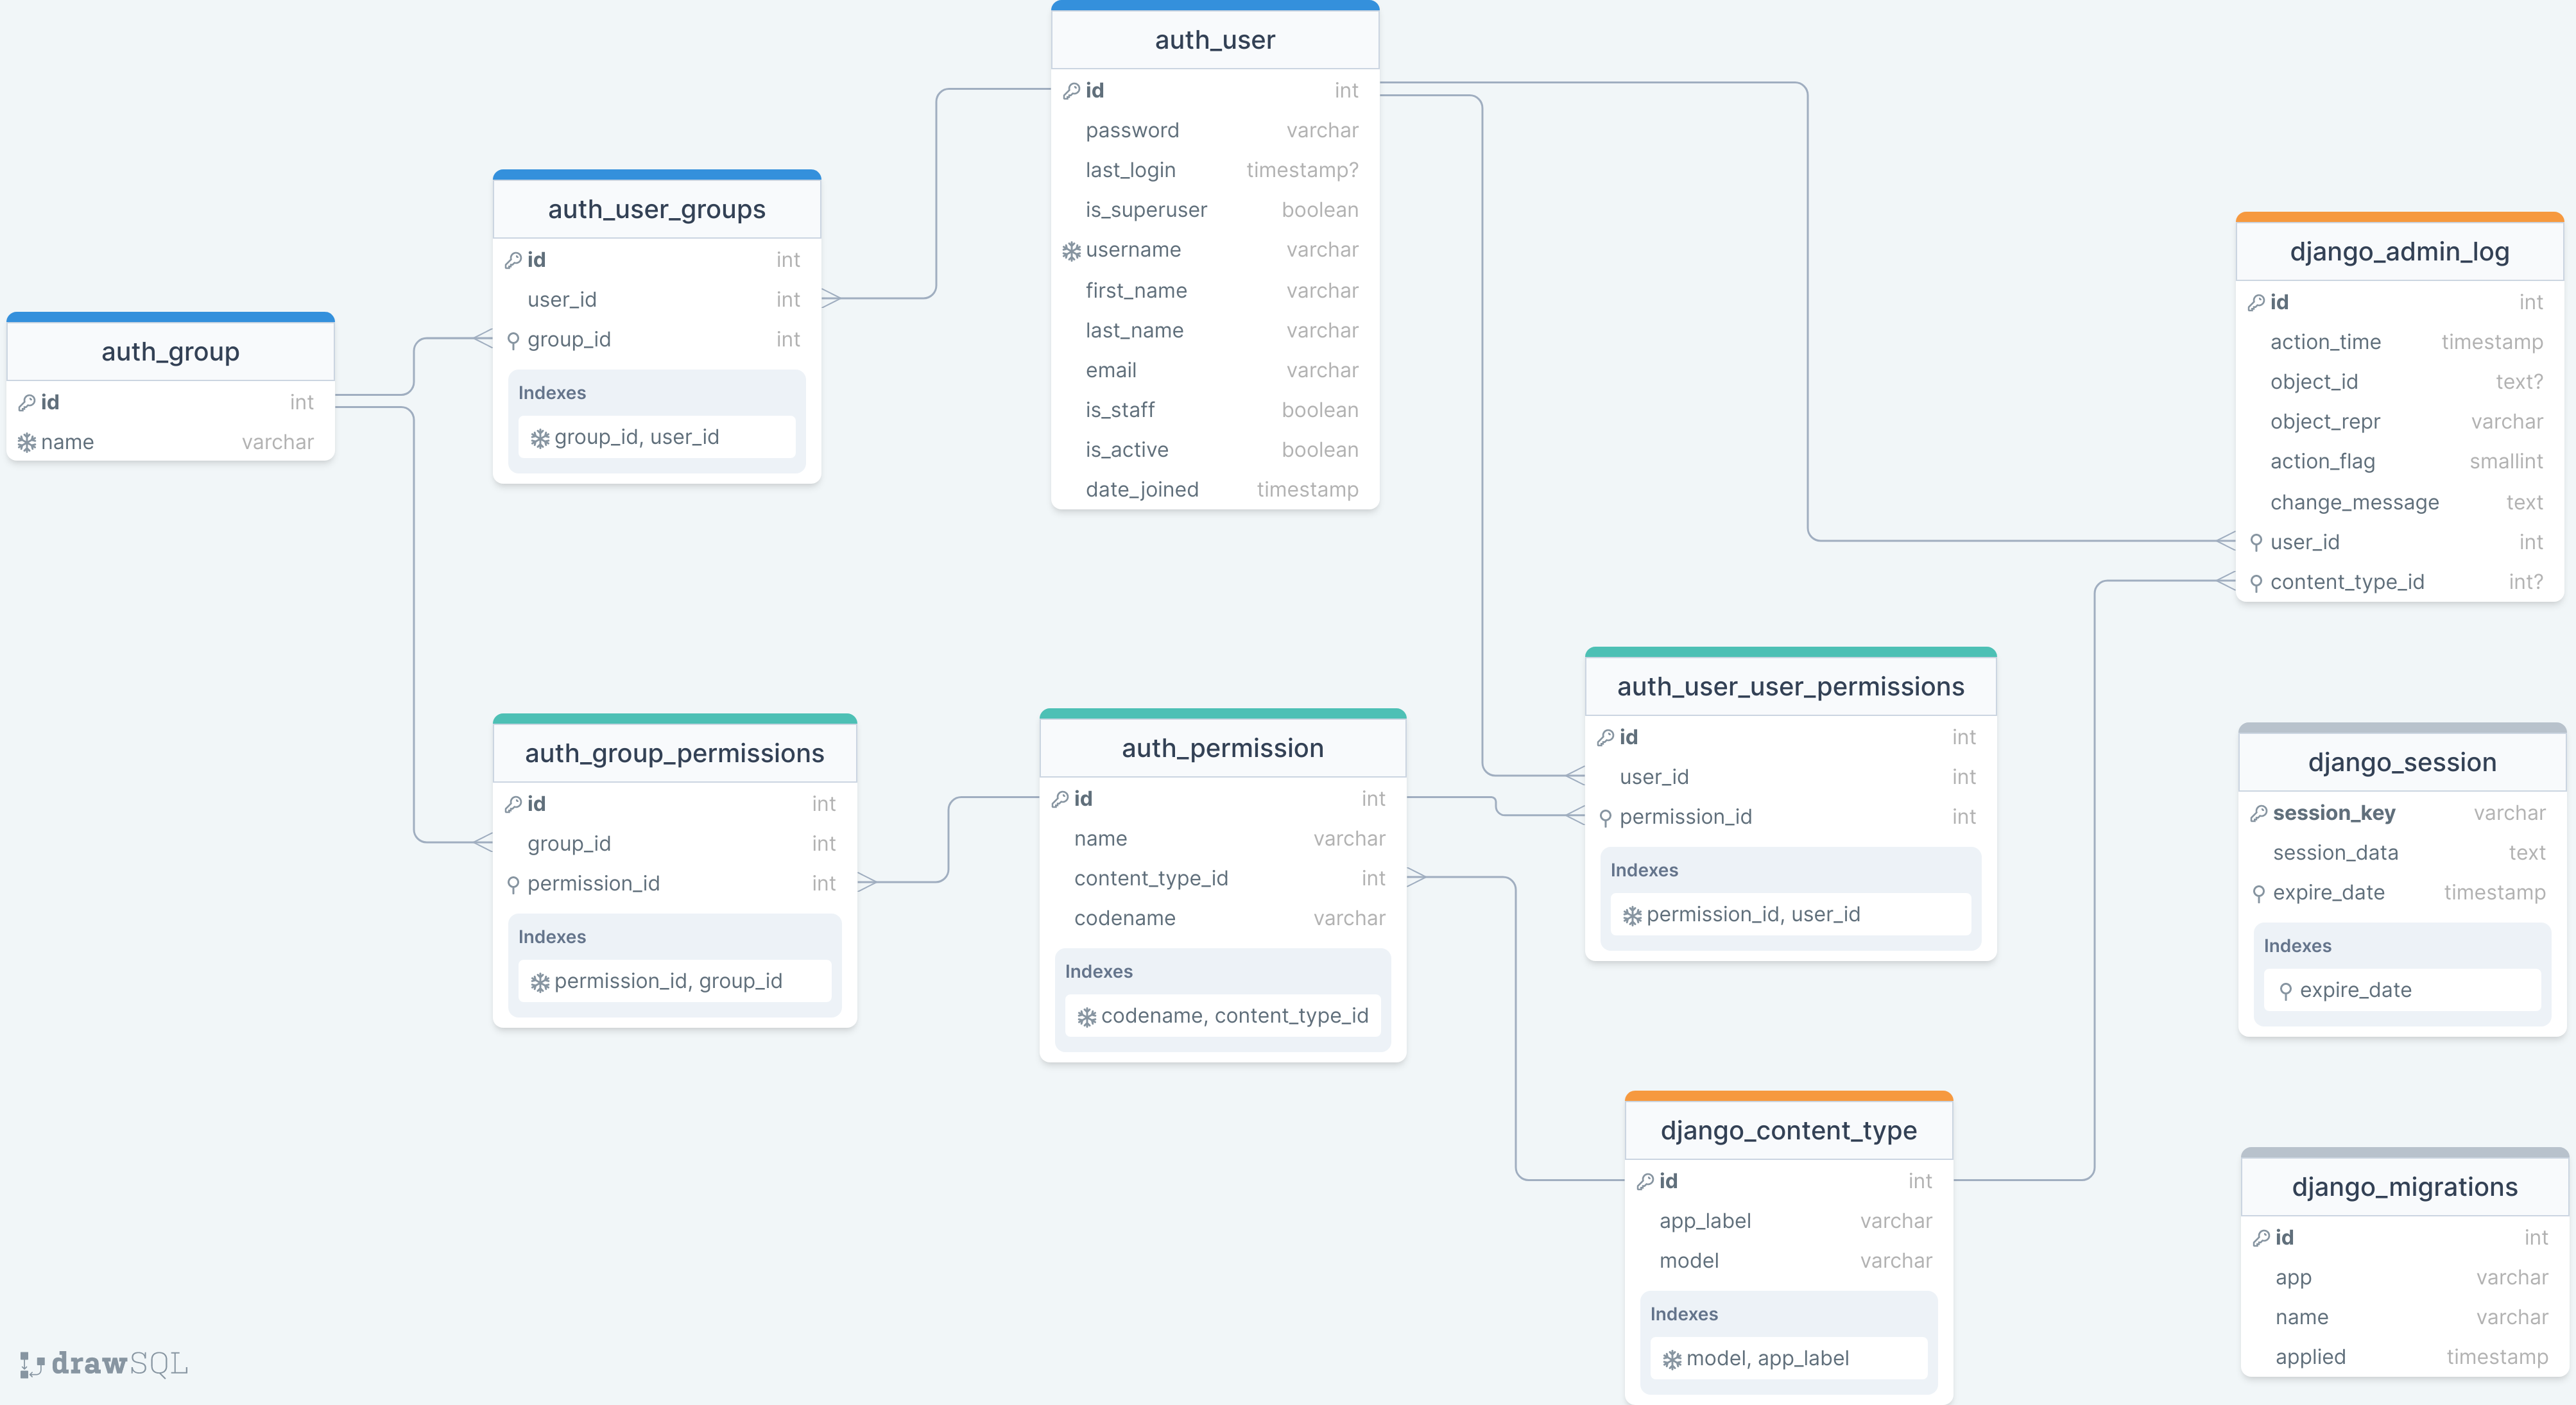 auth_user
id int
password varchar
last_login timestamp?
is_superuser boolean
username varchar
first_name varchar
last_name varchar
email varchar
is_staff boolean
is_active boolean
date_joined timestamp
auth_user_groups
id int
user_id int
group_id int
Indexes
group_id, user_id
auth_group
id int
name varchar
django_admin_log
id int
action_time timestamp
object_id text?
object_repr varchar
action_flag smallint
change_message text
user_id int
content_type_id int?
auth_group_permissions
id int
group_id int
permission_id int
Indexes
permission_id, group_id
auth_permission
id int
name varchar
content_type_id int
codename varchar
Indexes
codename, content_type_id
auth_user_user_permissions
id int
user_id int
permission_id int
Indexes
permission_id, user_id
django_session
session_key varchar
session_data text
expire_date timestamp
Indexes
expire_date
django_content_type
id int
app_label varchar
model varchar
Indexes
model, app_label
django_migrations
id int
app varchar
name varchar
applied timestamp
drawSQL